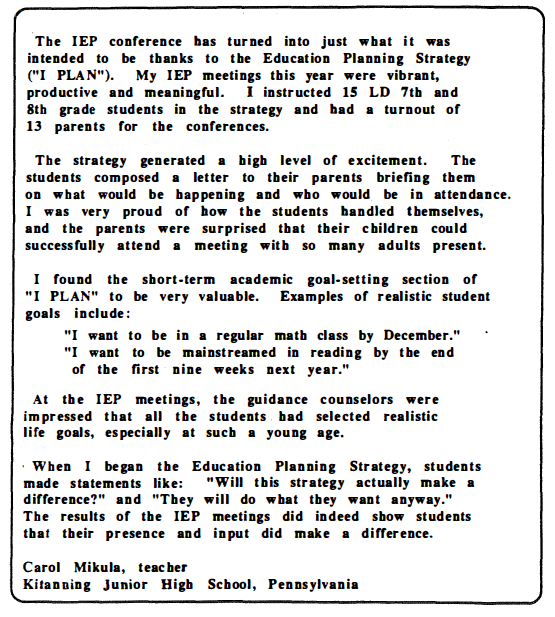 The IEP conference has turned into just what it was
intended to be thanks to the Education Planning Strategy
("I PLAN"). My IEP meetings this year were vibrant,
productive and meaningful. I instructed 15 LD 7th and
8th grade students in the strategy and had a turnout of
13 parents for the conferences.
The strategy generated a high level of excitement. The
students composed a letter to their parents briefing them
on what would be happening and who would be in attendance.
I was very proud of how the students handled themselves,
and the parents were surprised that their children could
successfully attend a meeting with so many adults present.
I found the short-term academic goal-setting section of
"I PLAN" to be very valuable. Examples of realistic student
goals include:
"I want to be in a regular math class by December."
"I want to be mainstreamed in reading by the end
of the first nine weeks next year."
At the IEP meetings, the guidance counselors were
impressed that all the students had selected realistic
life goals, especially at such a young age.
When I began the Education Planning Strategy, students
made statements like: "Will this strategy actually make a
difference?" and "They will do what they want anyway."
The results of the IEP meetings did indeed show students
that their presence and input did make a difference.
Carol Mikula, teacher
Kitanning Junior High School, Pennsylvania